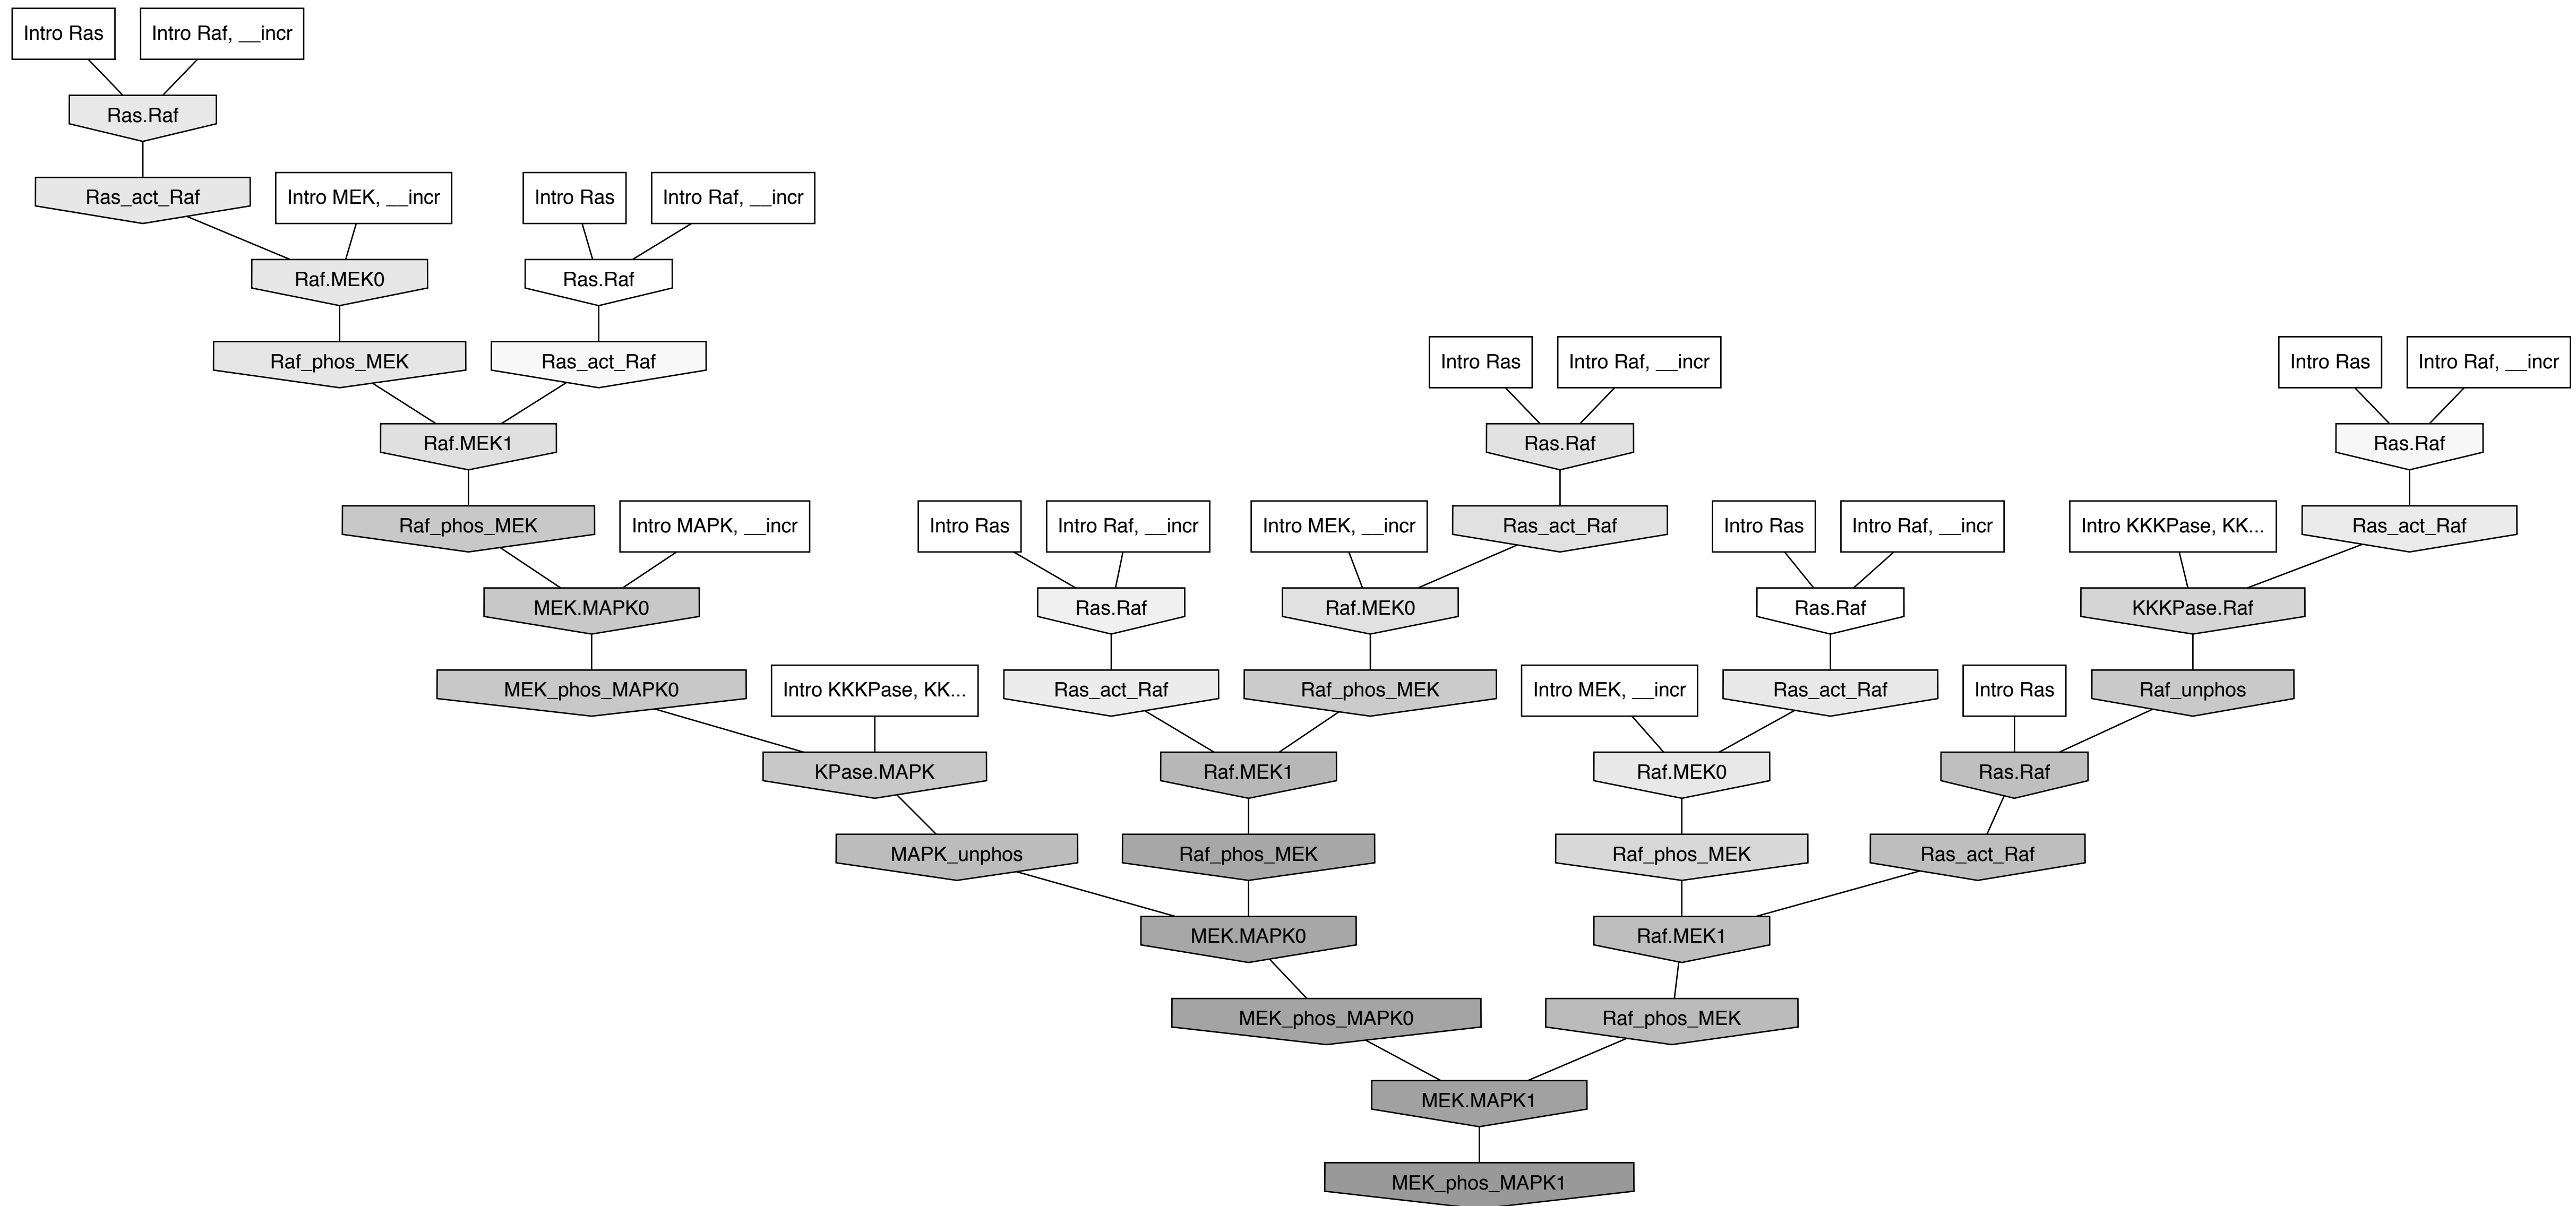 Intro Ras
Intro Raf, __incr
Ras.Raf
Ras_act_Raf
Intro MEK, __incr
Intro Ras
Intro Raf, __incr
Raf.MEK0
Ras.Raf
Raf_phos_MEK
Ras_act_Raf
Intro Ras
Intro Raf, __incr
Intro Ras
Intro Raf, __incr
Raf.MEK1
Ras.Raf
Ras.Raf
Raf_phos_MEK
Intro MAPK, __incr
Intro Ras
Intro Raf, __incr
Intro MEK, __incr
Ras_act_Raf
Intro Ras
Intro Raf, __incr
Intro KKKPase, KK...
Ras_act_Raf
MEK.MAPK0
Ras.Raf
Raf.MEK0
Ras.Raf
KKKPase.Raf
MEK_phos_MAPK0
Intro KKKPase, KK...
Ras_act_Raf
Raf_phos_MEK
Intro MEK, __incr
Ras_act_Raf
Intro Ras
Raf_unphos
KPase.MAPK
Raf.MEK1
Raf.MEK0
Ras.Raf
MAPK_unphos
Raf_phos_MEK
Raf_phos_MEK
Ras_act_Raf
MEK.MAPK0
Raf.MEK1
MEK_phos_MAPK0
Raf_phos_MEK
MEK.MAPK1
MEK_phos_MAPK1